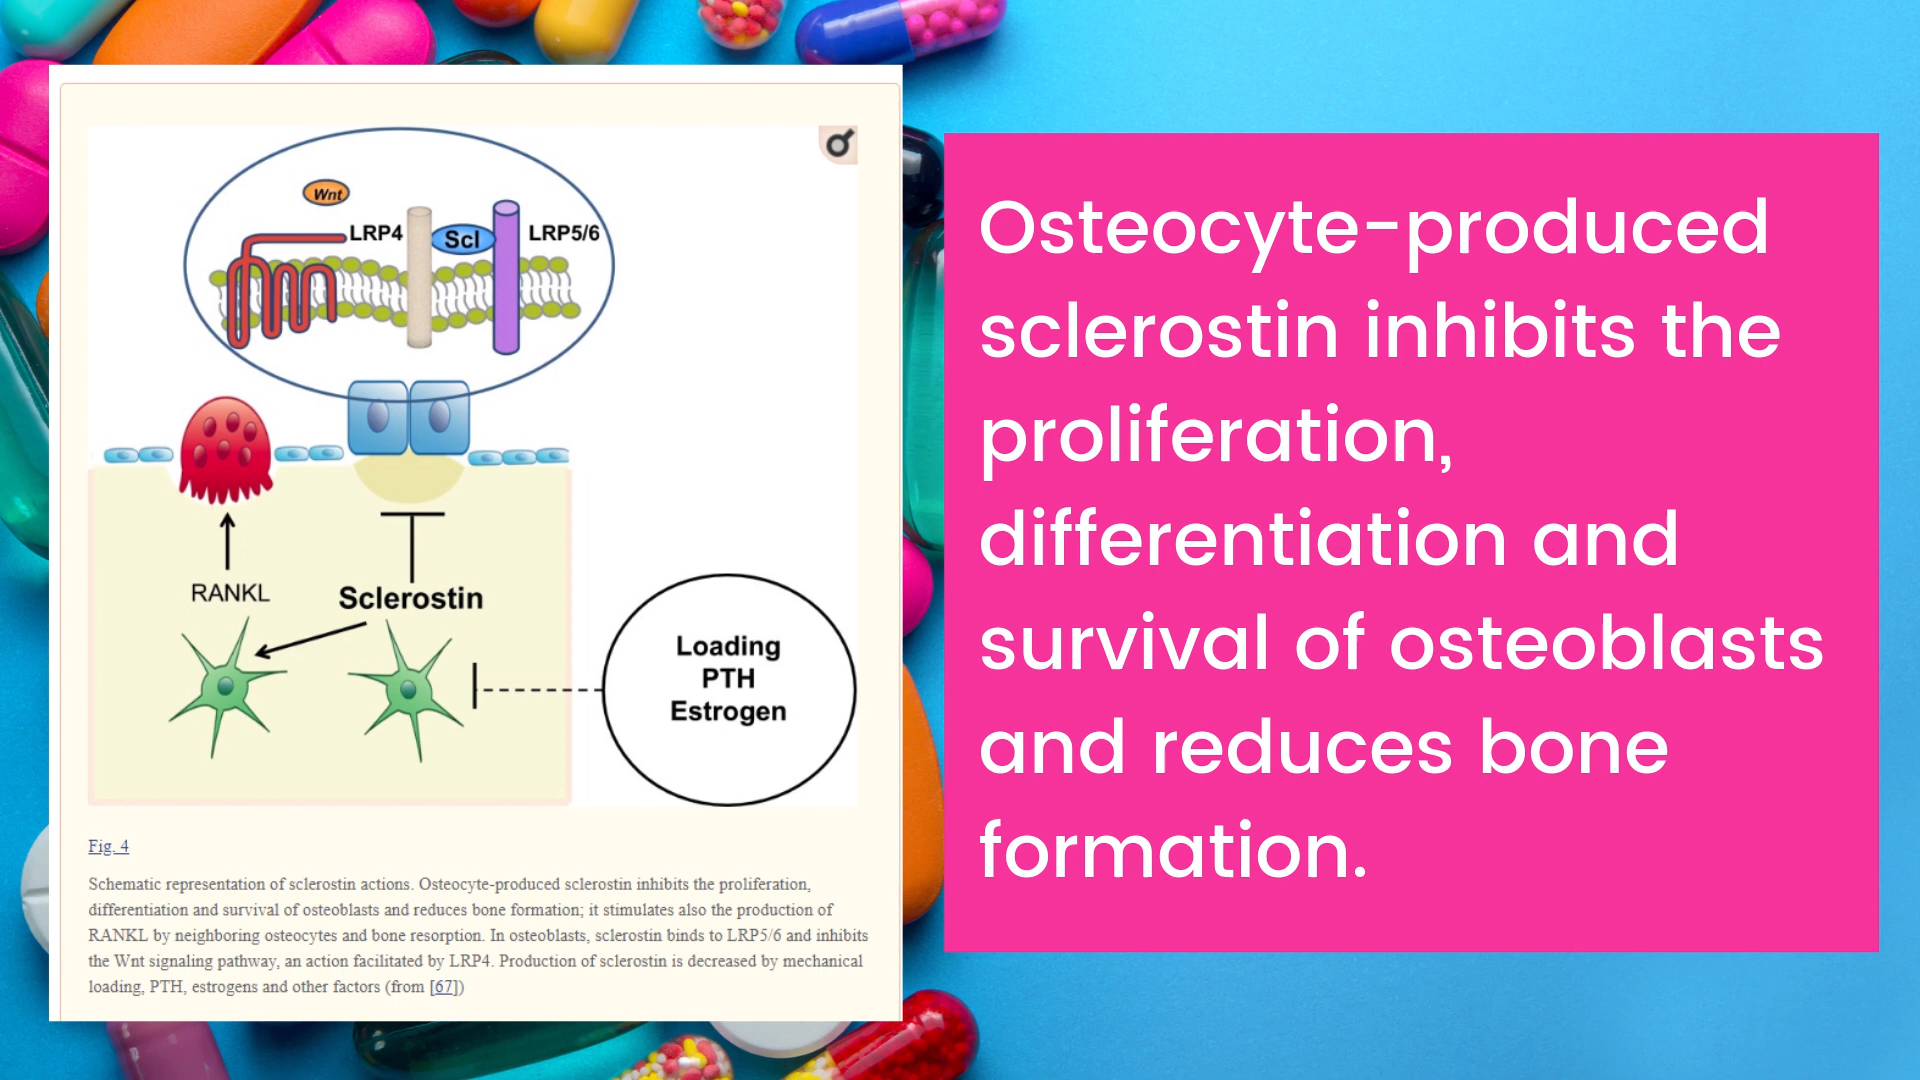 Wnt
LRP4
Scl
LRP5/6
RANKL
Sclerostin
Loading
PTH
Estrogen
Fig. 4
Schematic representation of sclerostin actions. Osteocyte-produced sclerostin inhibits the proliferation,
differentiation and survival of osteoblasts and reduces bone formation; it stimulates also the production of
RANKL by neighboring osteocytes and bone resorption. In osteoblasts, sclerostin binds to LRP5/6 and inhibits
the Wnt signaling pathway, an action facilitated by LRP4. Production of sclerostin is decreased by mechanical
loading, PTH, estrogens and other factors (from [67])
Osteocyte-produced
sclerostin inhibits the
proliferation,
differentiation and
survival of osteoblasts
and reduces bone
formation.